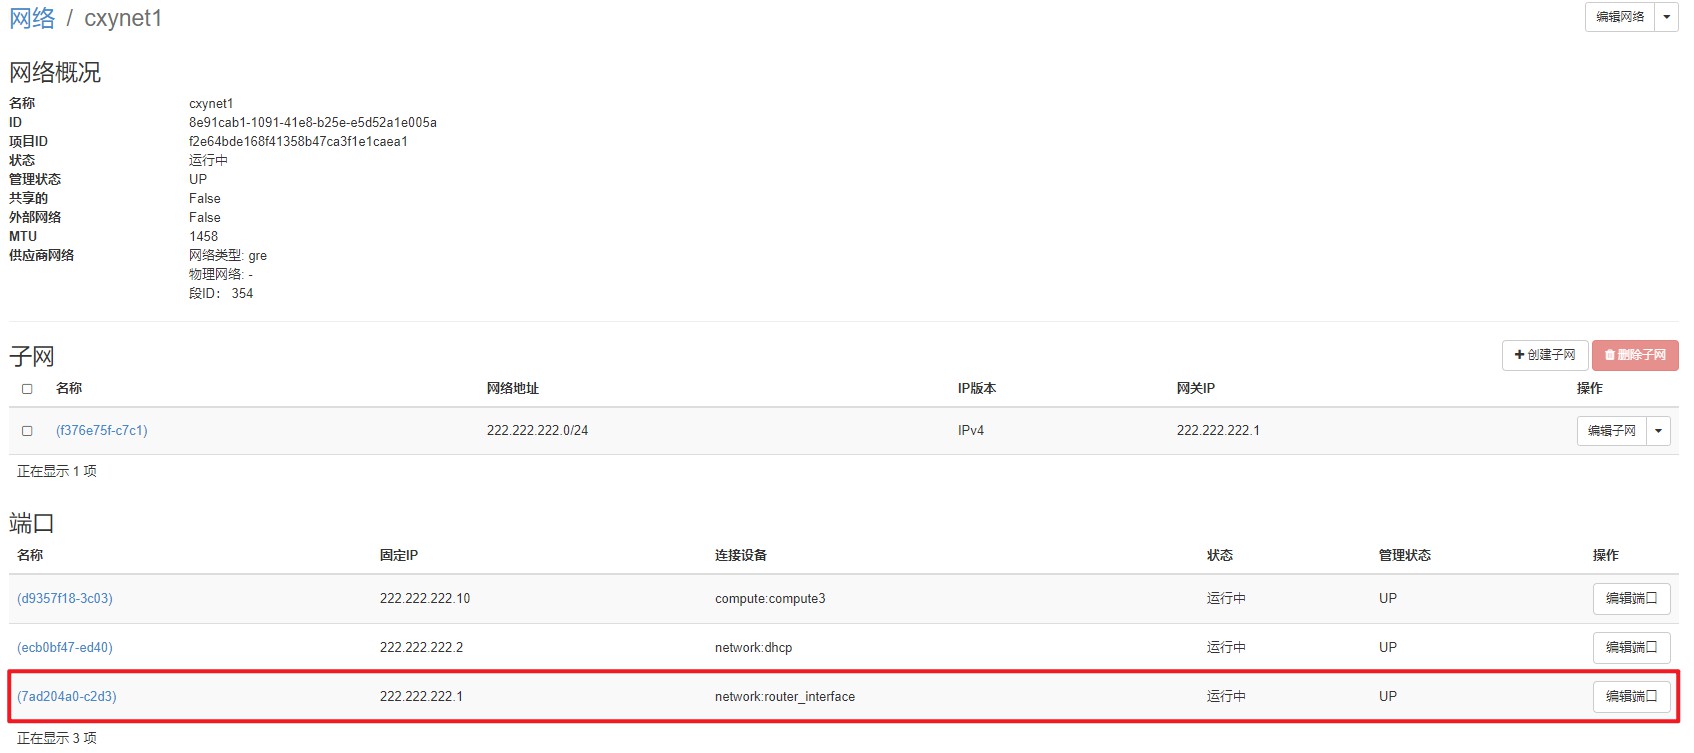 网络 / cxynet1
编辑网络
网络概况
名称 cxynet1
ID 8e91cab1-1091-41e8-b25e-e5d52a1e005a
项目ID f2e64bde168f41358b47ca3f1e1caea1
状态 运行中
管理状态 UP
共享的 False
外部网络 False
MTU 1458
供应商网络 网络类型: gre
物理网络: -
段ID: 354
子网
创建子网 删除子网
名称 网络地址 IP版本 网关IP 操作
(f376e75f-c7c1) 222.222.222.0/24 IPv4 222.222.222.1 编辑子网
正在显示 1 项
端口
名称 固定IP 连接设备 状态 管理状态 操作
(d9357f18-3c03) 222.222.222.10 compute:compute3 运行中 UP 编辑端口
(ecb0bf47-ed40) 222.222.222.2 network:dhcp 运行中 UP 编辑端口
(7ad204a0-c2d3) 222.222.222.1 network:router_interface 运行中 UP 编辑端口
正在显示 3 项